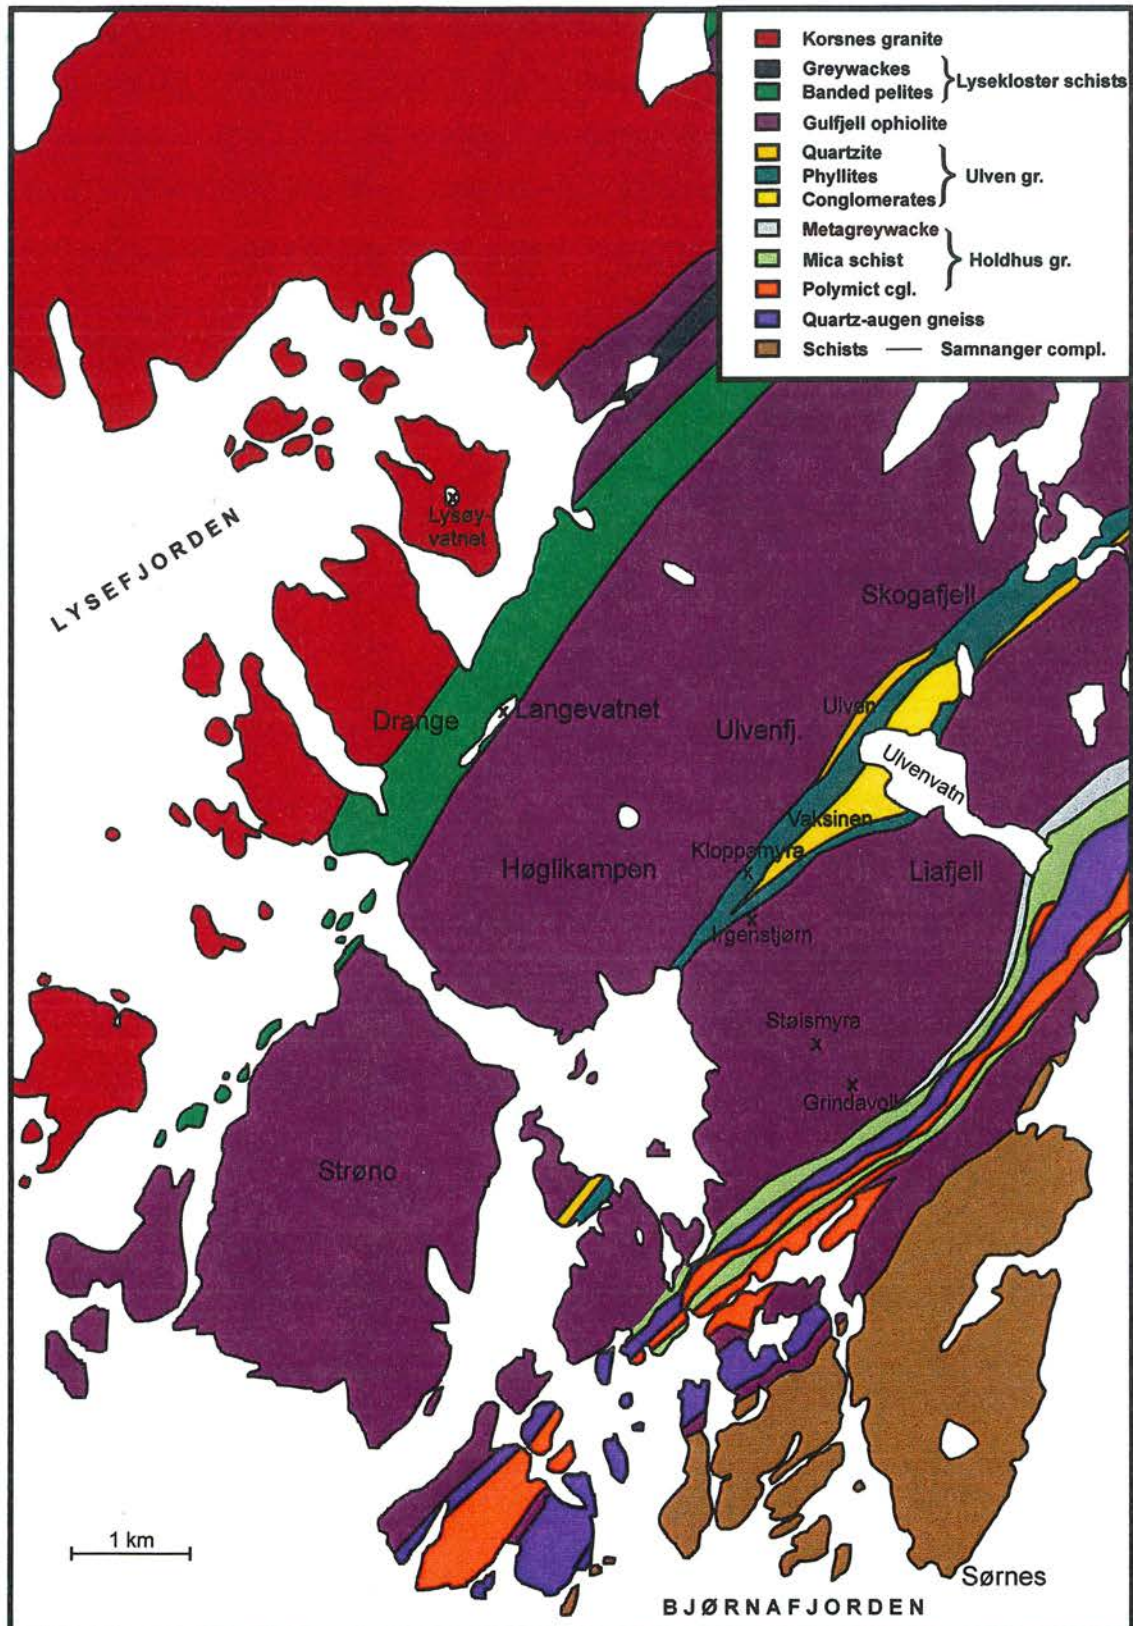 Korsnes granite
Greywackes
Banded pelites
Lysekloster schists
Gulfjell ophiolite
Quartzite
Phyllites
Conglomerates
Ulven gr.
Metagreywacke
Mica schist
Polymict cgl.
Holdhus gr.
Quartz-augen gneiss
Schists — Samnanger compl.
LYSEFJORDEN
x
Lysøy-
vatnet
Skogafjell
Drange
x Langevatnet
Ulven
Ulvenfj.
Ulvenvatn
Vaksinen
Kloppamyra
x
Høglikampen
Liafjell
x
Irgenstjørn
Stølsmyra
x
x
Strøno
1 km
Sørnes
BJØRNAFJORDEN